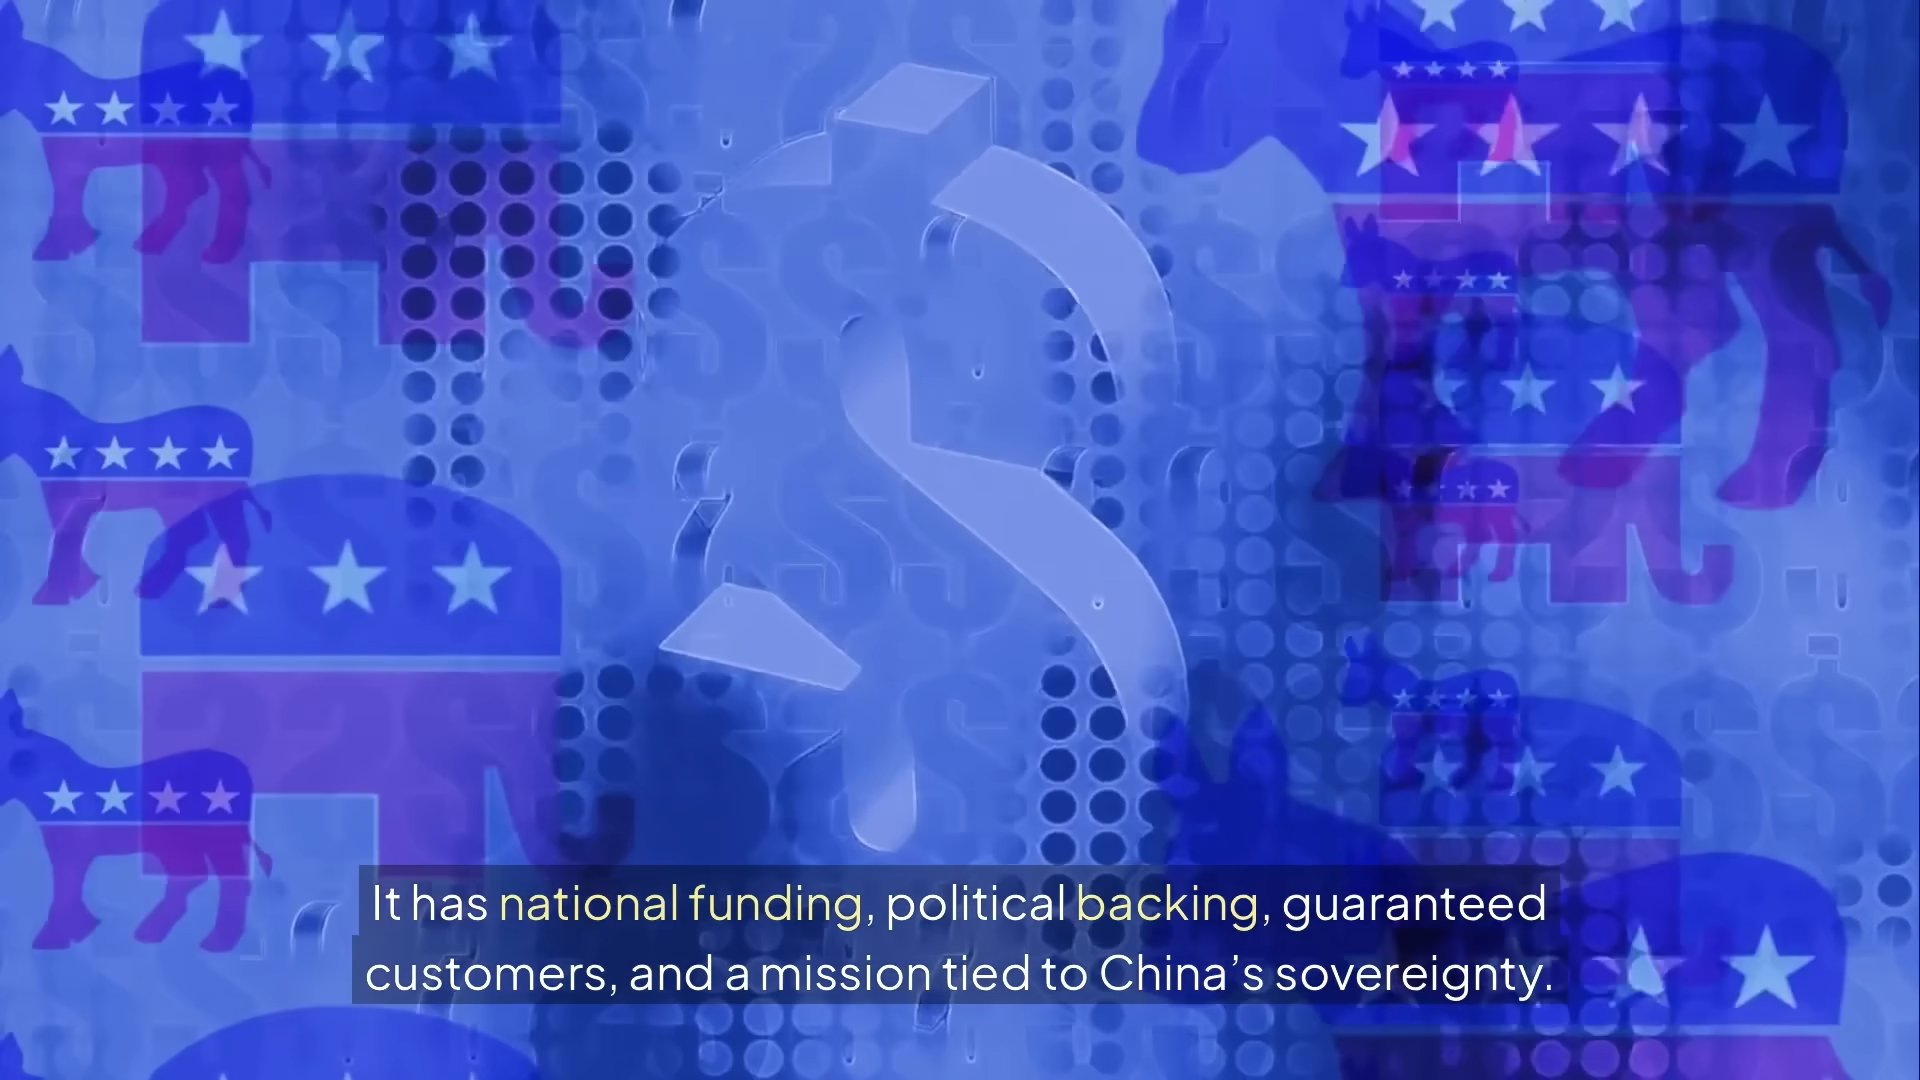 It has national funding, political backing, guaranteed
customers, and a mission tied to China’s sovereignty.